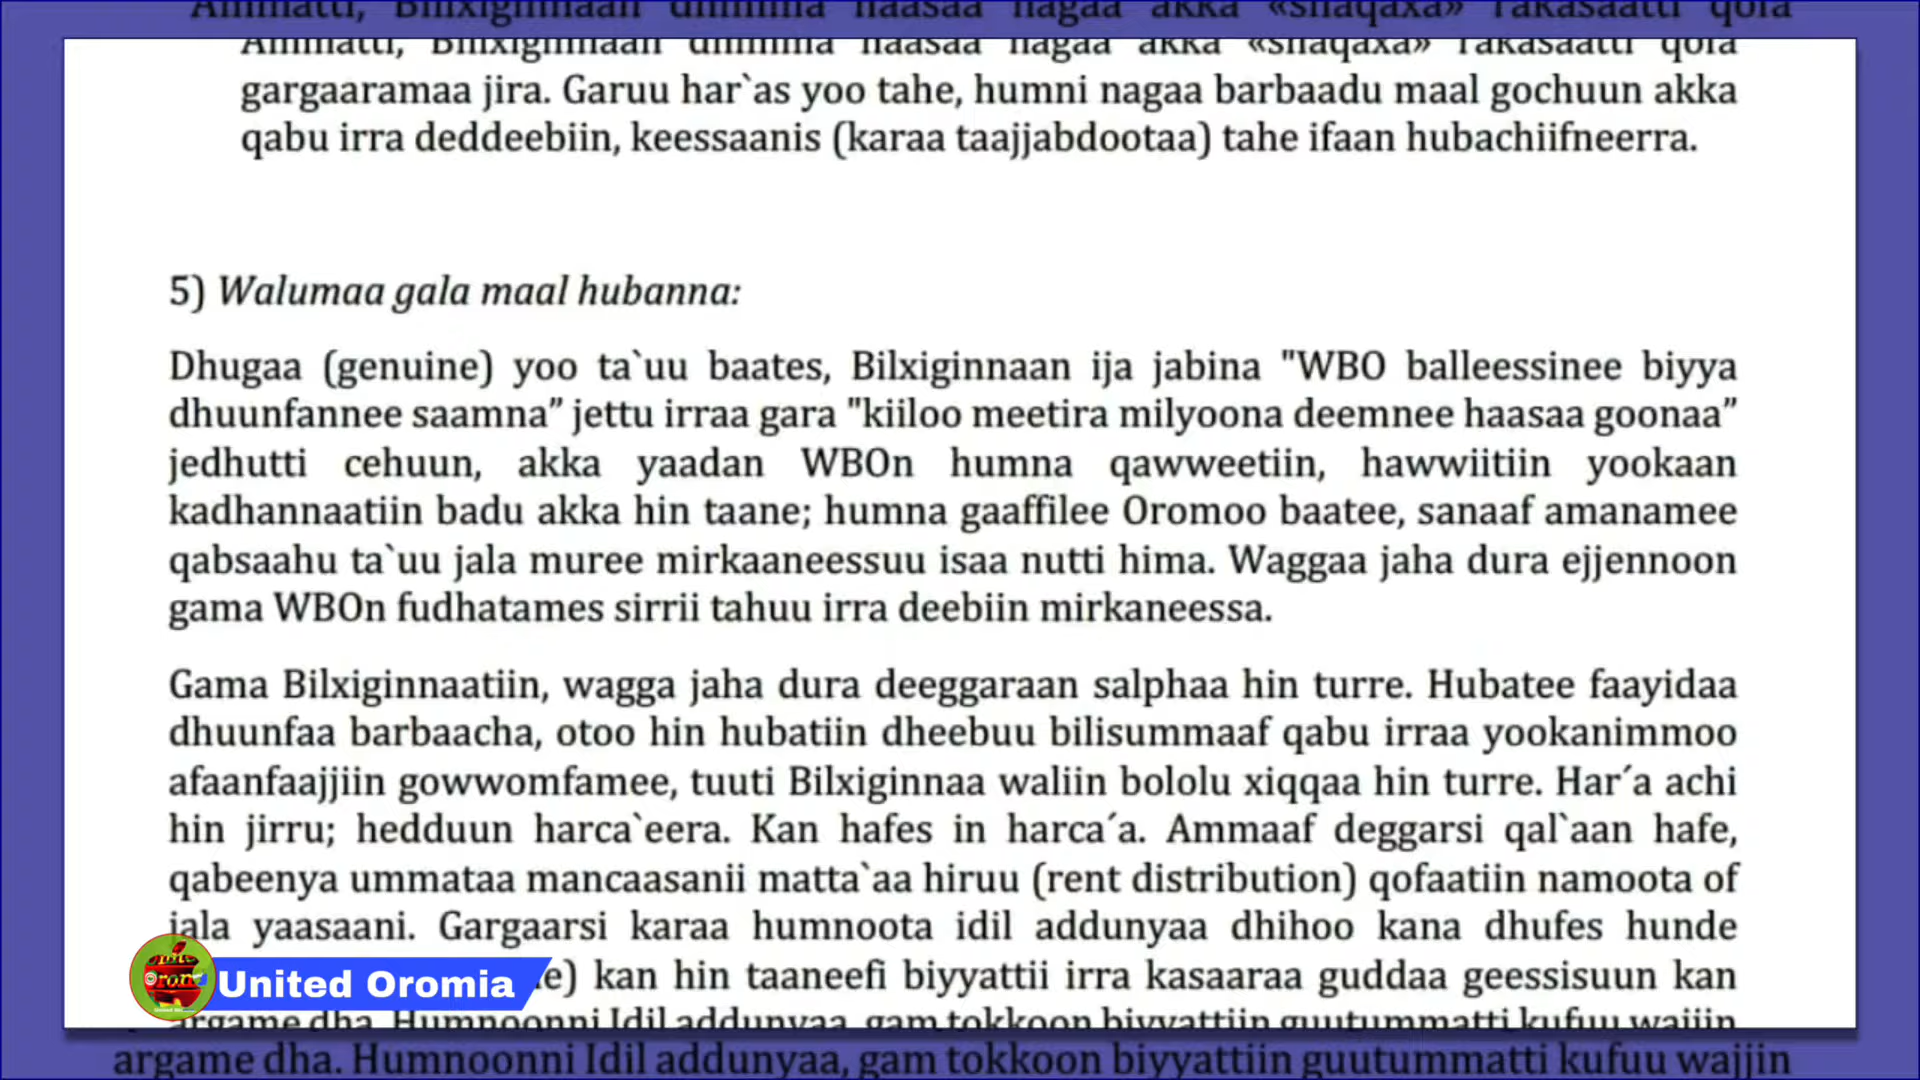 Ammatti, Bilxiginnaan dhimma haasaa nagaa akka «shaqaxa» rakasaatti qofa
gargaaramaa jira. Garuu har`as yoo tahe, humni nagaa barbaadu maal gochuun akka
qabu irra deddeebiin, keessaanis (karaa taajjabdootaa) tahe ifaan hubachiifneerra.
5) Walumaa gala maal hubanna:
Dhugaa (genuine) yoo ta`uu baates, Bilxiginnaan ija jabina "WBO balleessinee biyya
dhuunfannee saamna” jettu irraa gara "kiiloo meetira milyoona deemnee haasaa goonaa”
jedhutti cehuun, akka yaadan WBOn humna qawweetiin, hawwiitiin yookaan
kadhannaatiin badu akka hin taane; humna gaaffilee Oromoo baatee, sanaaf amanamee
qabsaahu ta`uu jala muree mirkaaneessuu isaa nutti hima. Waggaa jaha dura ejjennoon
gama WBOn fudhatames sirrii tahuu irra deebiin mirkaneessa.
Gama Bilxiginnaatiin, wagga jaha dura deeggaraan salphaa hin turre. Hubatee faayidaa
dhuunfaa barbaacha, otoo hin hubatiin dheebuu bilisummaaf qabu irraa yookanimmoo
afaanfaajjiin gowwomfamee, tuuti Bilxiginnaa waliin bololu xiqqaa hin turre. Har´a achi
hin jirru; hedduun harca`eera. Kan hafes in harca´a. Ammaaf deggarsi qal`aan hafe,
qabeenya ummataa mancaasanii matta`aa hiruu (rent distribution) qofaatiin namoota of
jala yaasaani. Gargaarsi karaa humnoota idil addunyaa dhihoo kana dhufes hunde
e) kan hin taaneefi biyyattii irra kasaaraa guddaa geessisuun kan
argame dha. Humnoonni Idil addunyaa, gam tokkoon biyyattiin guutummatti kufuu wajjin
United Oromia